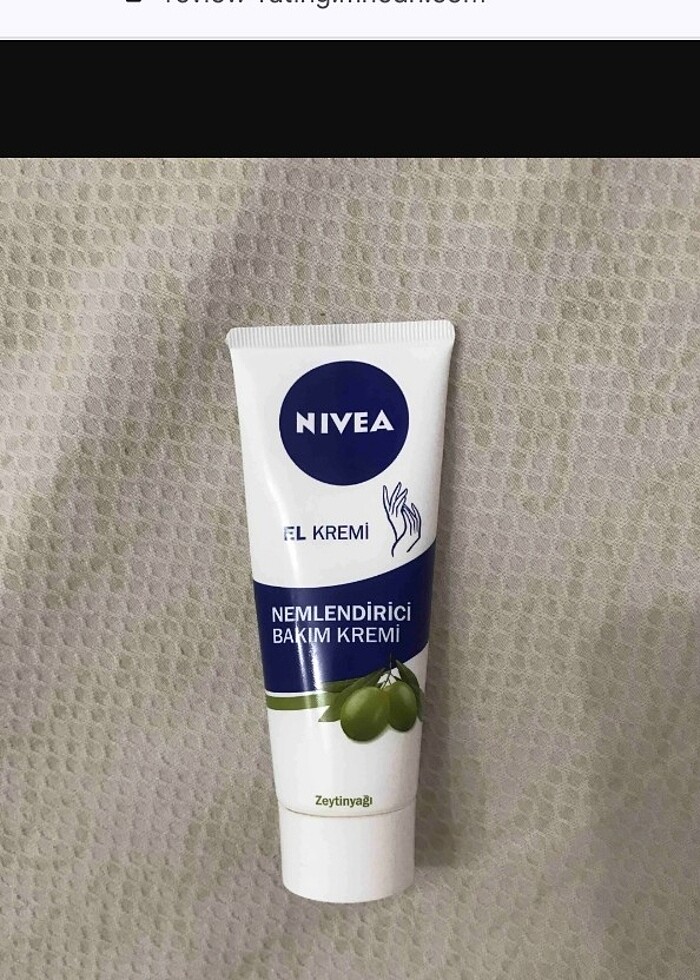 NIVEA
EL KREMİ
NEMLENDİRİCİ
BAKIM KREMİ
Zeytinyağı